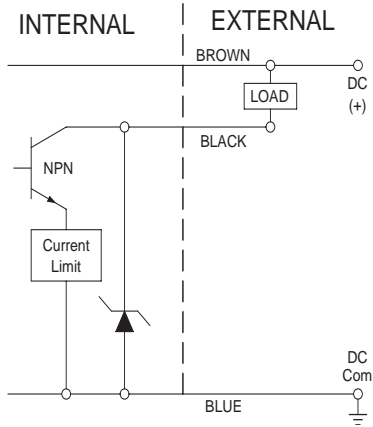 INTERNAL
EXTERNAL
BROWN
LOAD
DC
(+)
BLACK
NPN
Current
Limit
DC
Com
BLUE